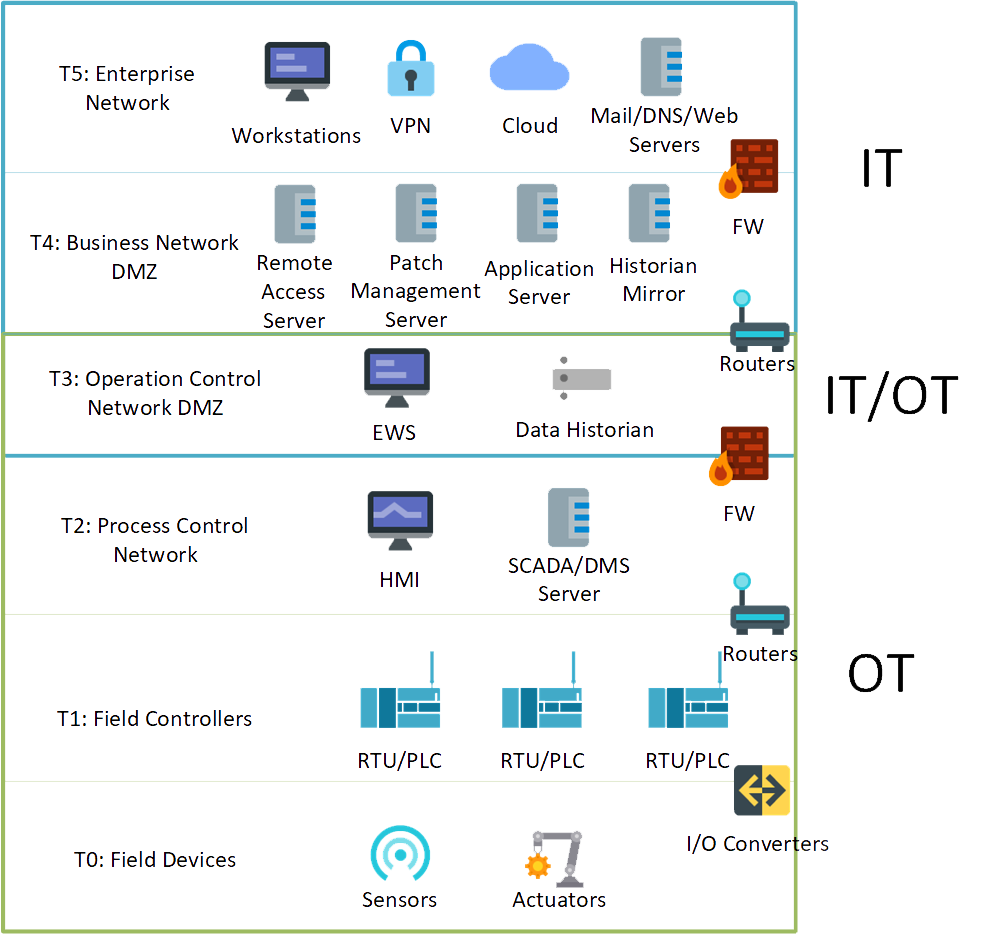 T5: Enterprise
Network
Workstations
VPN
Cloud
Mail/DNS/Web
Servers
IT
FW
T4: Business Network
DMZ
Remote
Access
Server
Patch
Management
Server
Application
Server
Historian
Mirror
Routers
T3: Operation Control
Network DMZ
EWS
Data Historian
IT/OT
FW
T2: Process Control
Network
HMI
SCADA/DMS
Server
Routers
OT
T1: Field Controllers
RTU/PLC
RTU/PLC
RTU/PLC
I/O Converters
T0: Field Devices
Sensors
Actuators